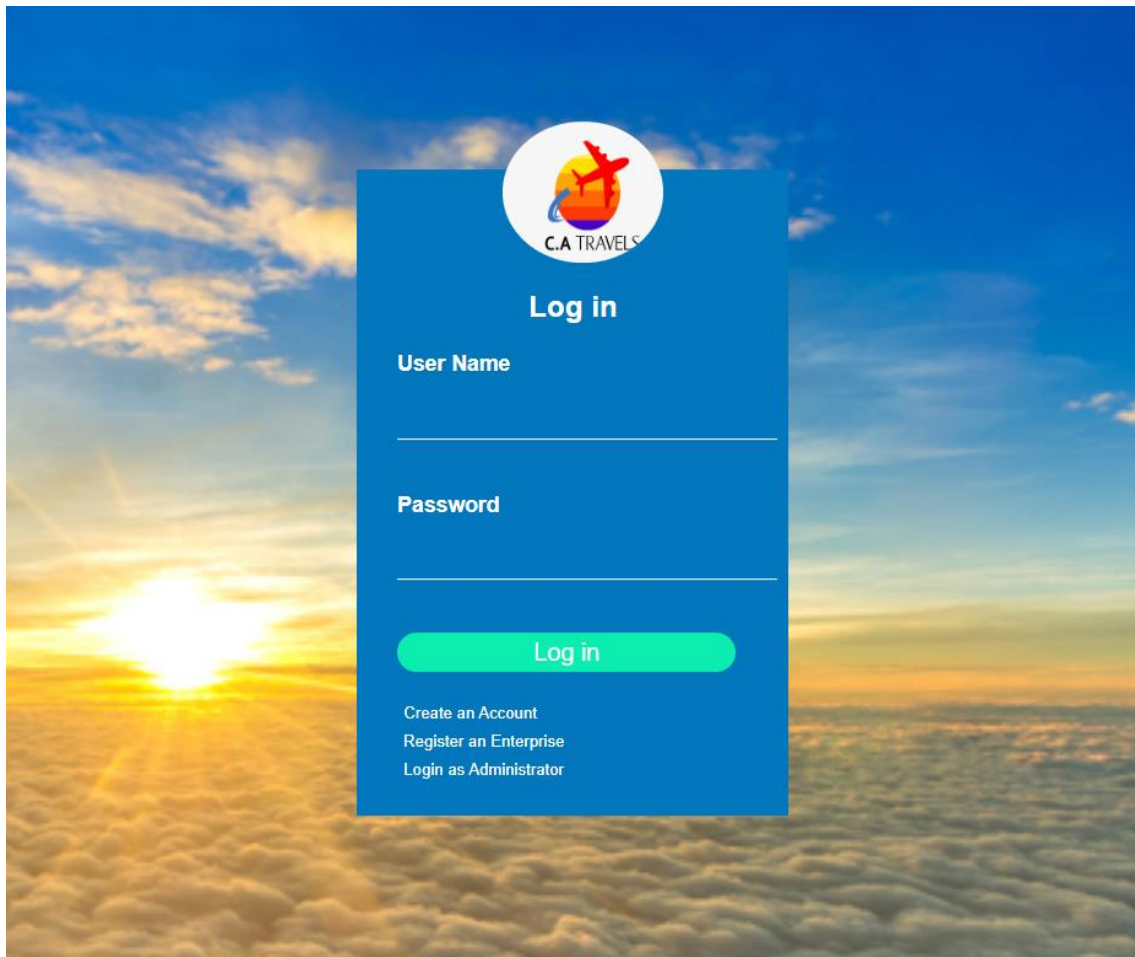 C.A TRAVELS
Log in
User Name
Password
Log in
Create an Account
Register an Enterprise
Login as Administrator